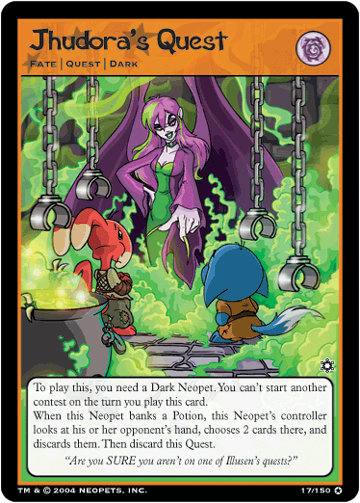 Jhudora's Quest
Fate | Quest | Dark
To play this, you need a Dark Neopet. You can't start another
contest on the turn you play this card.
When this Neopet banks a Potion, this Neopet's controller
looks at his or her opponent's hand, chooses 2 cards there, and
discards them. Then discard this Quest.
"Are you SURE you aren't on one of Illusen's quests?"
TM & © 2004 NEOPETS, INC.
17/150